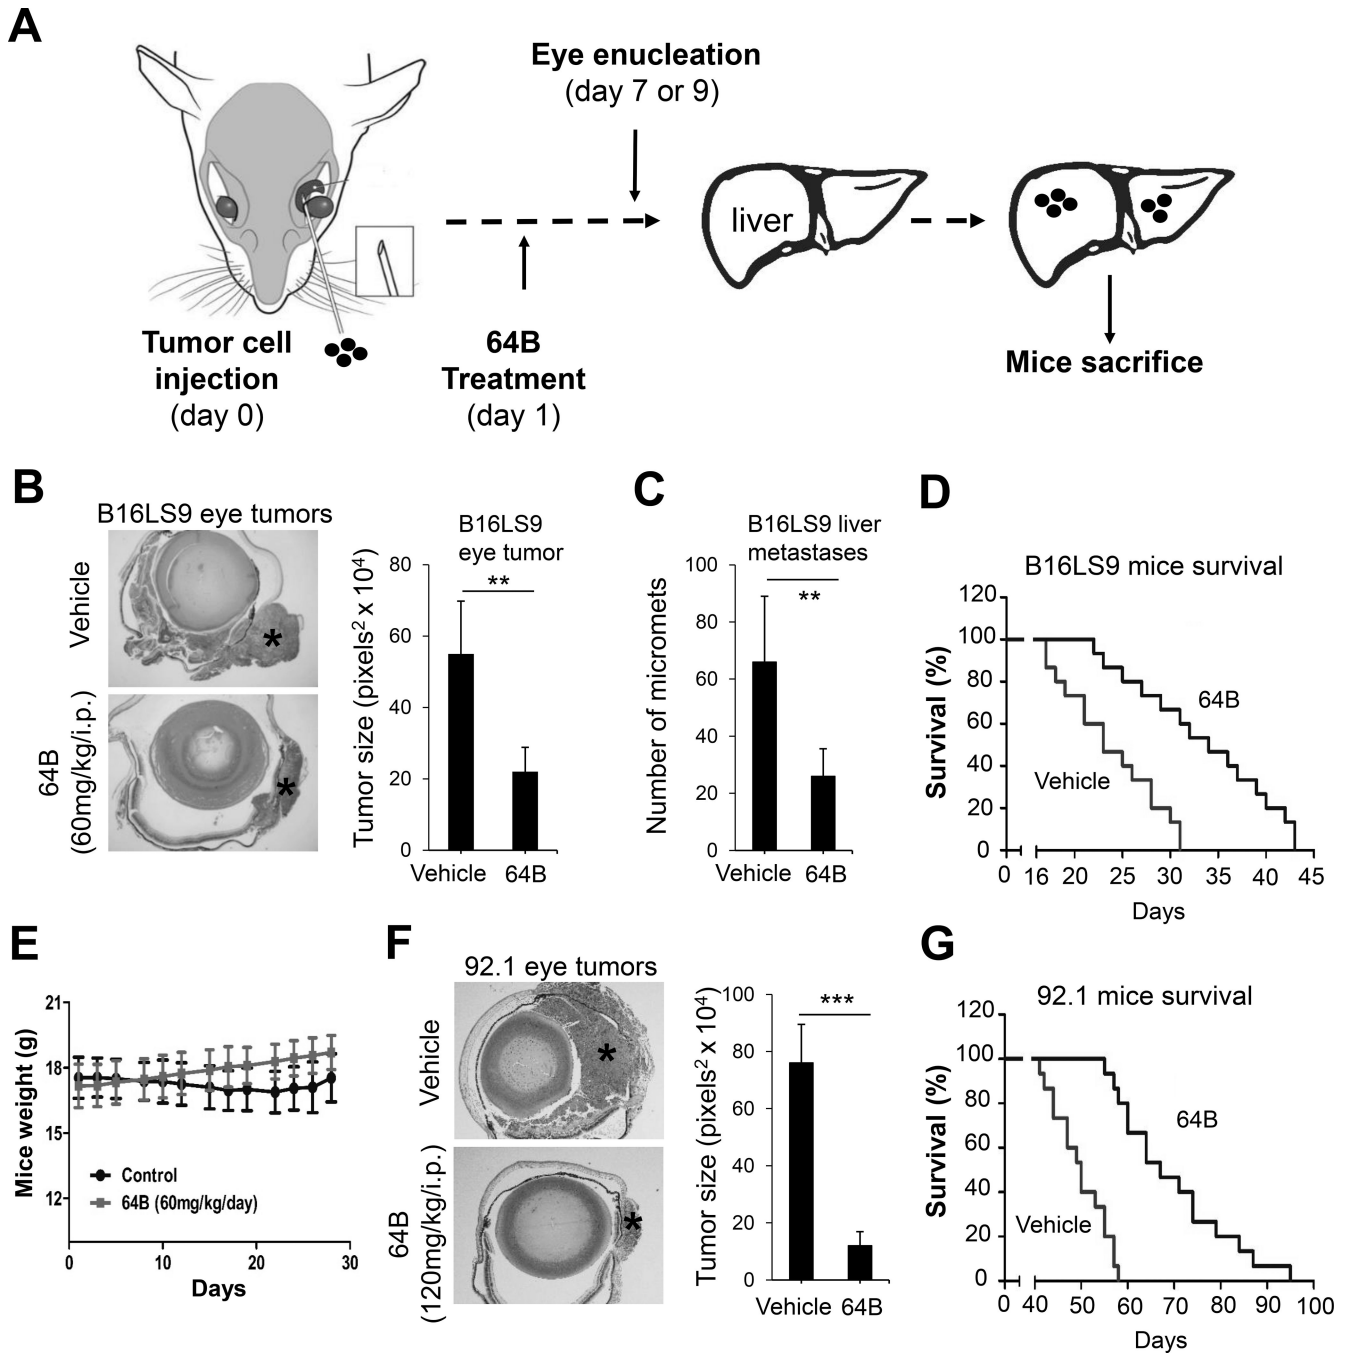 A
Eye enucleation
(day 7 or 9)
liver
Tumor cell
injection
(day 0)
64B
Treatment
(day 1)
Mice sacrifice
B
B16LS9 eye tumors
Vehicle
*
64B
(60mg/kg/i.p.)
*
B16LS9
eye tumor
Tumor size (pixels² x 10⁴)
80
60
40
20
0
**
Vehicle 64B
C
B16LS9 liver
metastases
Number of micromets
100
80
60
40
20
0
**
Vehicle 64B
D
B16LS9 mice survival
Survival (%)
120
100
80
60
40
20
0
64B
Vehicle
0 16 20 25 30 35 40 45
Days
E
Mice weight (g)
21
18
15
12
Control
64B (60mg/kg/day)
0 10 20 30
Days
F
92.1 eye tumors
Vehicle
*
64B
(120mg/kg/i.p.)
*
Tumor size (pixels² x 10⁴)
100
80
60
40
20
0
***
Vehicle 64B
G
92.1 mice survival
Survival (%)
120
100
80
60
40
20
0
64B
Vehicle
0 40 50 60 70 80 90 100
Days